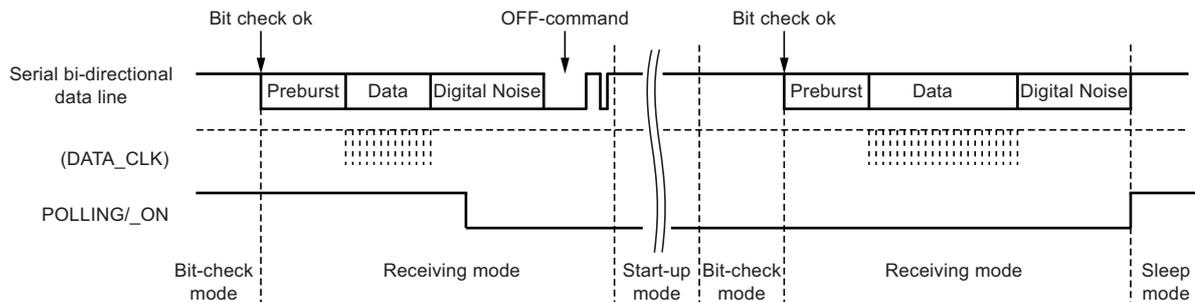 Bit check ok
OFF-command
Bit check ok
Serial bi-directional
data line
Preburst
Data
Digital Noise
Preburst
Data
Digital Noise
(DATA_CLK)
POLLING/_ON
Bit-check
mode
Receiving mode
Start-up
mode
Bit-check
mode
Receiving mode
Sleep
mode